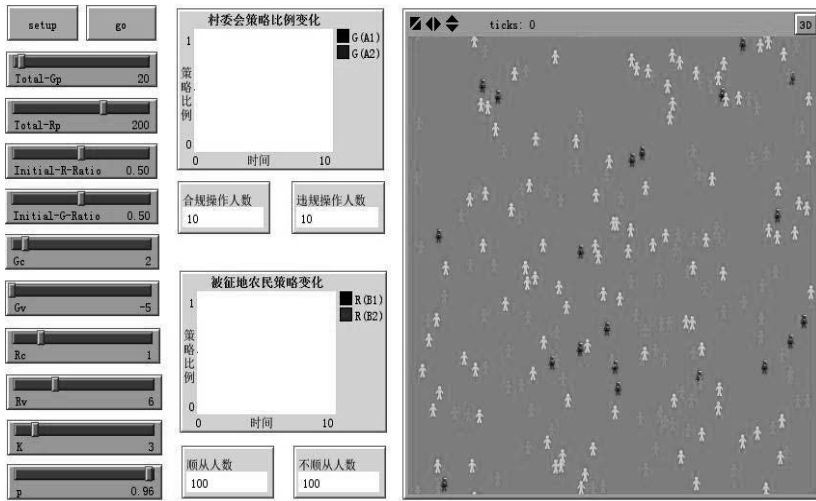 setup
go
Total-Gp 20
Total-Rp 200
Initial-R-Ratio 0.50
Initial-G-Ratio 0.50
Gc 2
Gv -5
Rc 1
Rv 6
K 3
p 0.96
村委会策略比例变化
1
策略比例
0
0 时间 10
G(A1)
G(A2)
合规操作人数
10
违规操作人数
10
被征地农民策略变化
1
策略比例
0
0 时间 10
R(B1)
R(B2)
顺从人数
100
不顺从人数
100
ticks: 0
3D